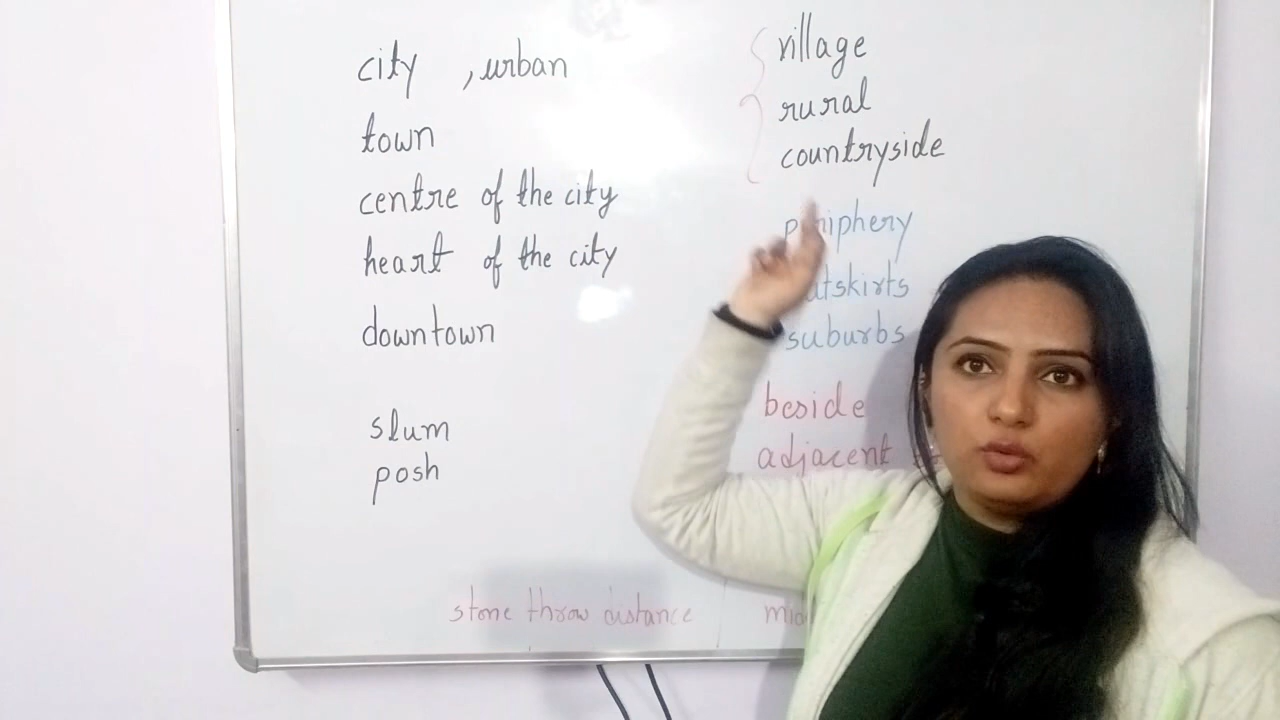 city , urban
town
centre of the city
heart of the city
downtown
slum
posh
village
rural
countryside
periphery
suburbs
beside
adjacent
stone throw distance